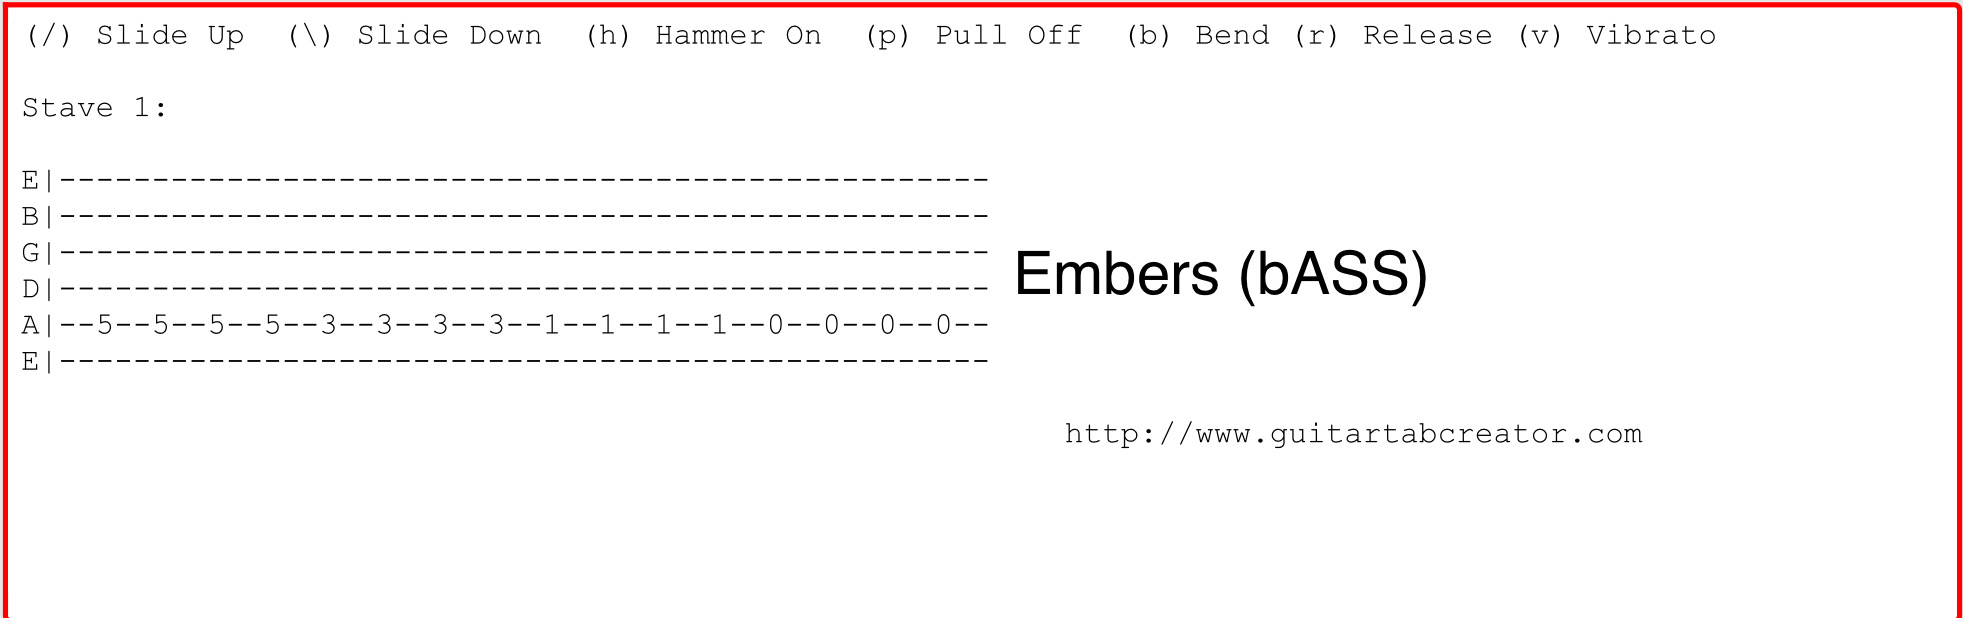 (/) Slide Up  (\) Slide Down  (h) Hammer On  (p) Pull Off  (b) Bend (r) Release (v) Vibrato
Stave 1:
E|--------------------------------------------------
B|--------------------------------------------------
G|--------------------------------------------------
D|--------------------------------------------------
A|--5--5--5--5--3--3--3--3--1--1--1--1--0--0--0--0--
E|--------------------------------------------------
Embers (bASS)
http://www.guitartabcreator.com